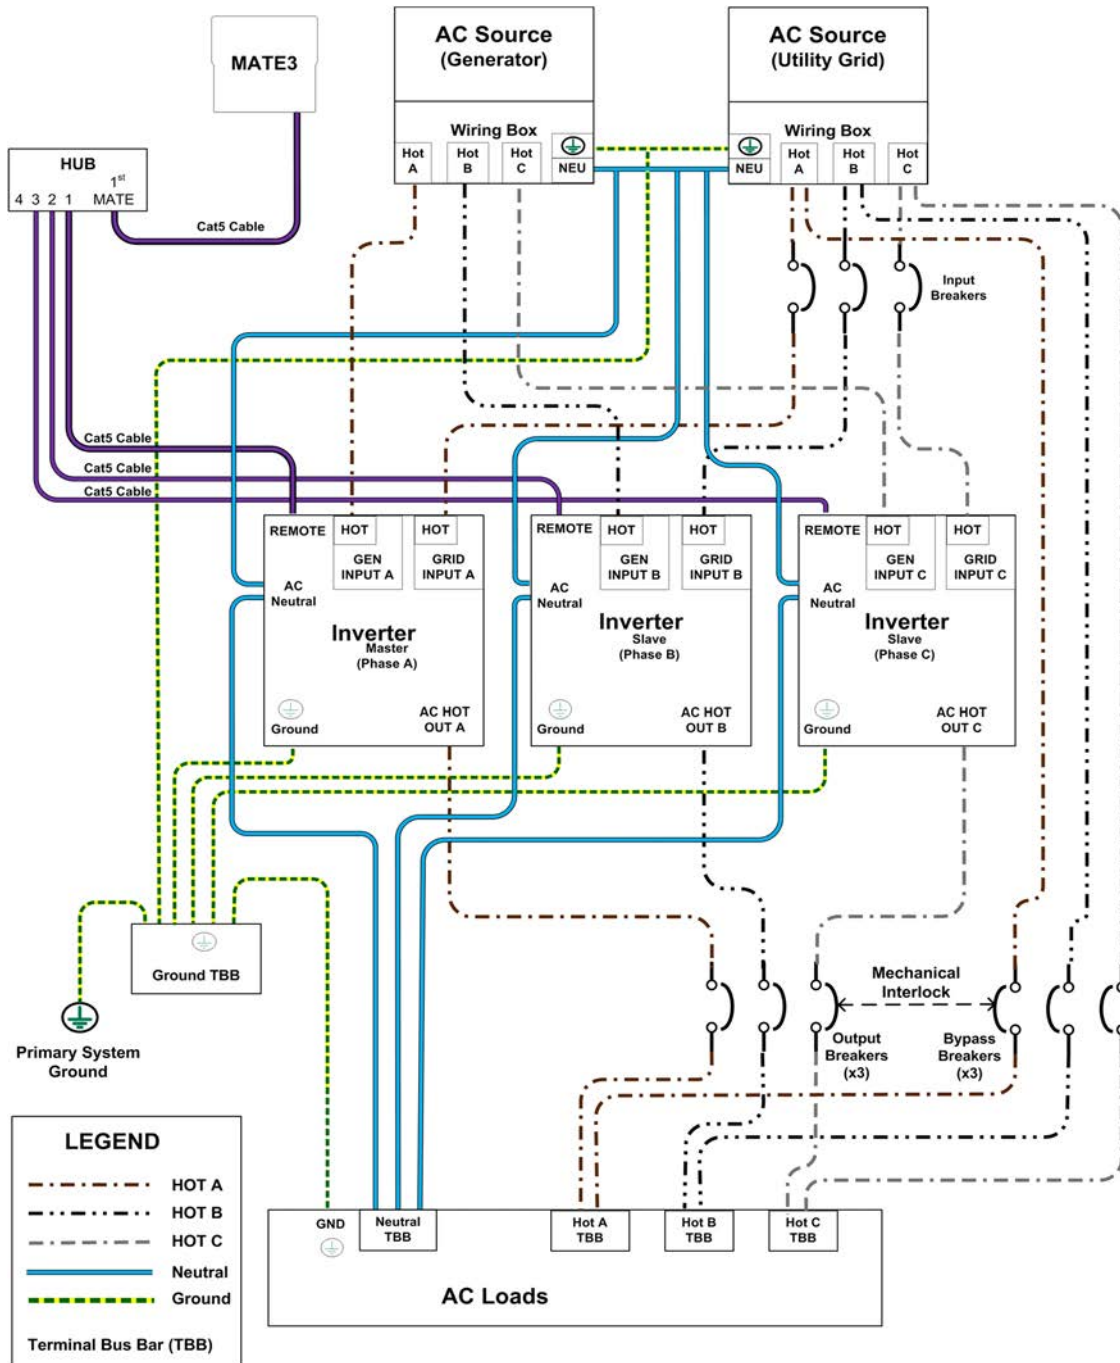 MATE3
AC Source
(Generator)
Wiring Box
Hot
A
Hot
B
Hot
C
NEU
AC Source
(Utility Grid)
Wiring Box
NEU
Hot
A
Hot
B
Hot
C
HUB
4 3 2 1
1st
MATE
Cat5 Cable
Input
Breakers
Cat5 Cable
Cat5 Cable
Cat5 Cable
REMOTE
HOT
HOT
GEN
INPUT A
GRID
INPUT A
AC
Neutral
Inverter
Master
(Phase A)
Ground
AC HOT
OUT A
REMOTE
HOT
HOT
GEN
INPUT B
GRID
INPUT B
AC
Neutral
Inverter
Slave
(Phase B)
Ground
AC HOT
OUT B
REMOTE
HOT
HOT
GEN
INPUT C
GRID
INPUT C
AC
Neutral
Inverter
Slave
(Phase C)
Ground
AC HOT
OUT C
Ground TBB
Primary System
Ground
Mechanical
Interlock
Output
Breakers
(x3)
Bypass
Breakers
(x3)
LEGEND
HOT A
HOT B
HOT C
Neutral
Ground
Terminal Bus Bar (TBB)
GND
Neutral
TBB
Hot A
TBB
Hot B
TBB
Hot C
TBB
AC Loads